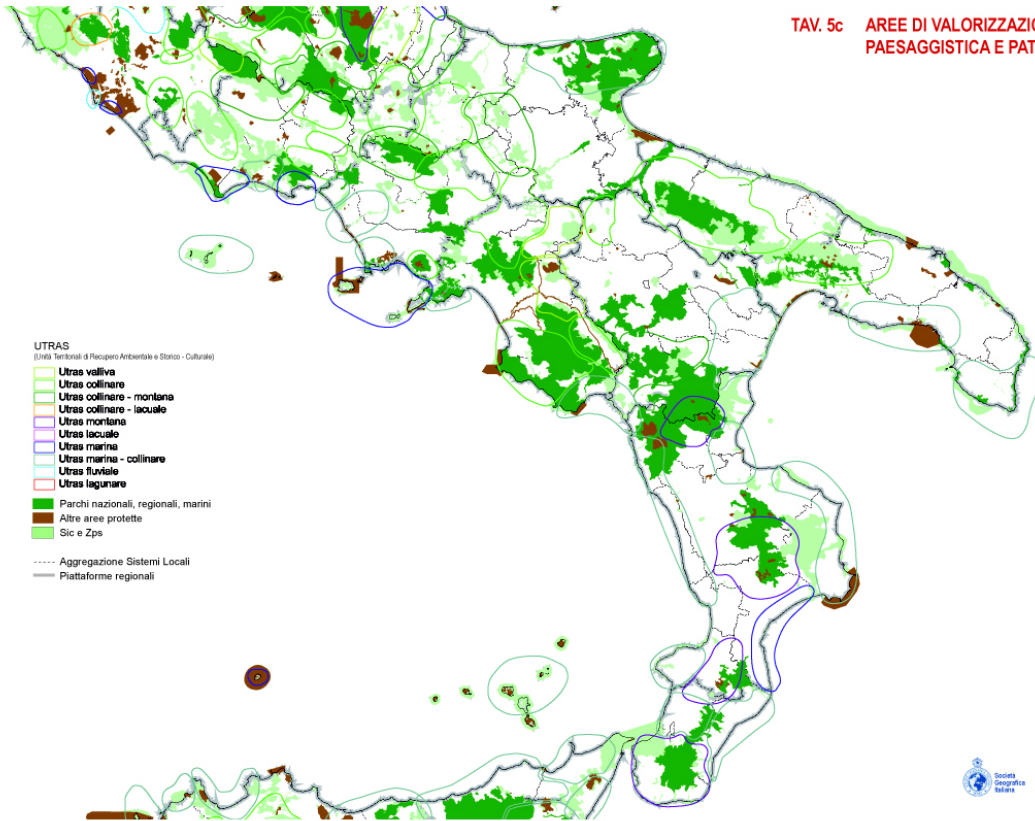 TAV. 5c AREE DI VALORIZZAZI
PAESAGGISTICA E PAT
UTRAS
(Unità Territoriali di Recupero Ambientale e Storico - Culturale)
Utras valliva
Utras collinare
Utras collinare - montana
Utras collinare - lacuale
Utras montana
Utras lacuale
Utras marina
Utras marina - collinare
Utras fluviale
Utras lagunare
Parchi nazionali, regionali, marini
Altre aree protette
Sic e Zps
Aggregazione Sistemi Locali
Piattaforme regionali
Società
Geografica
Italiana